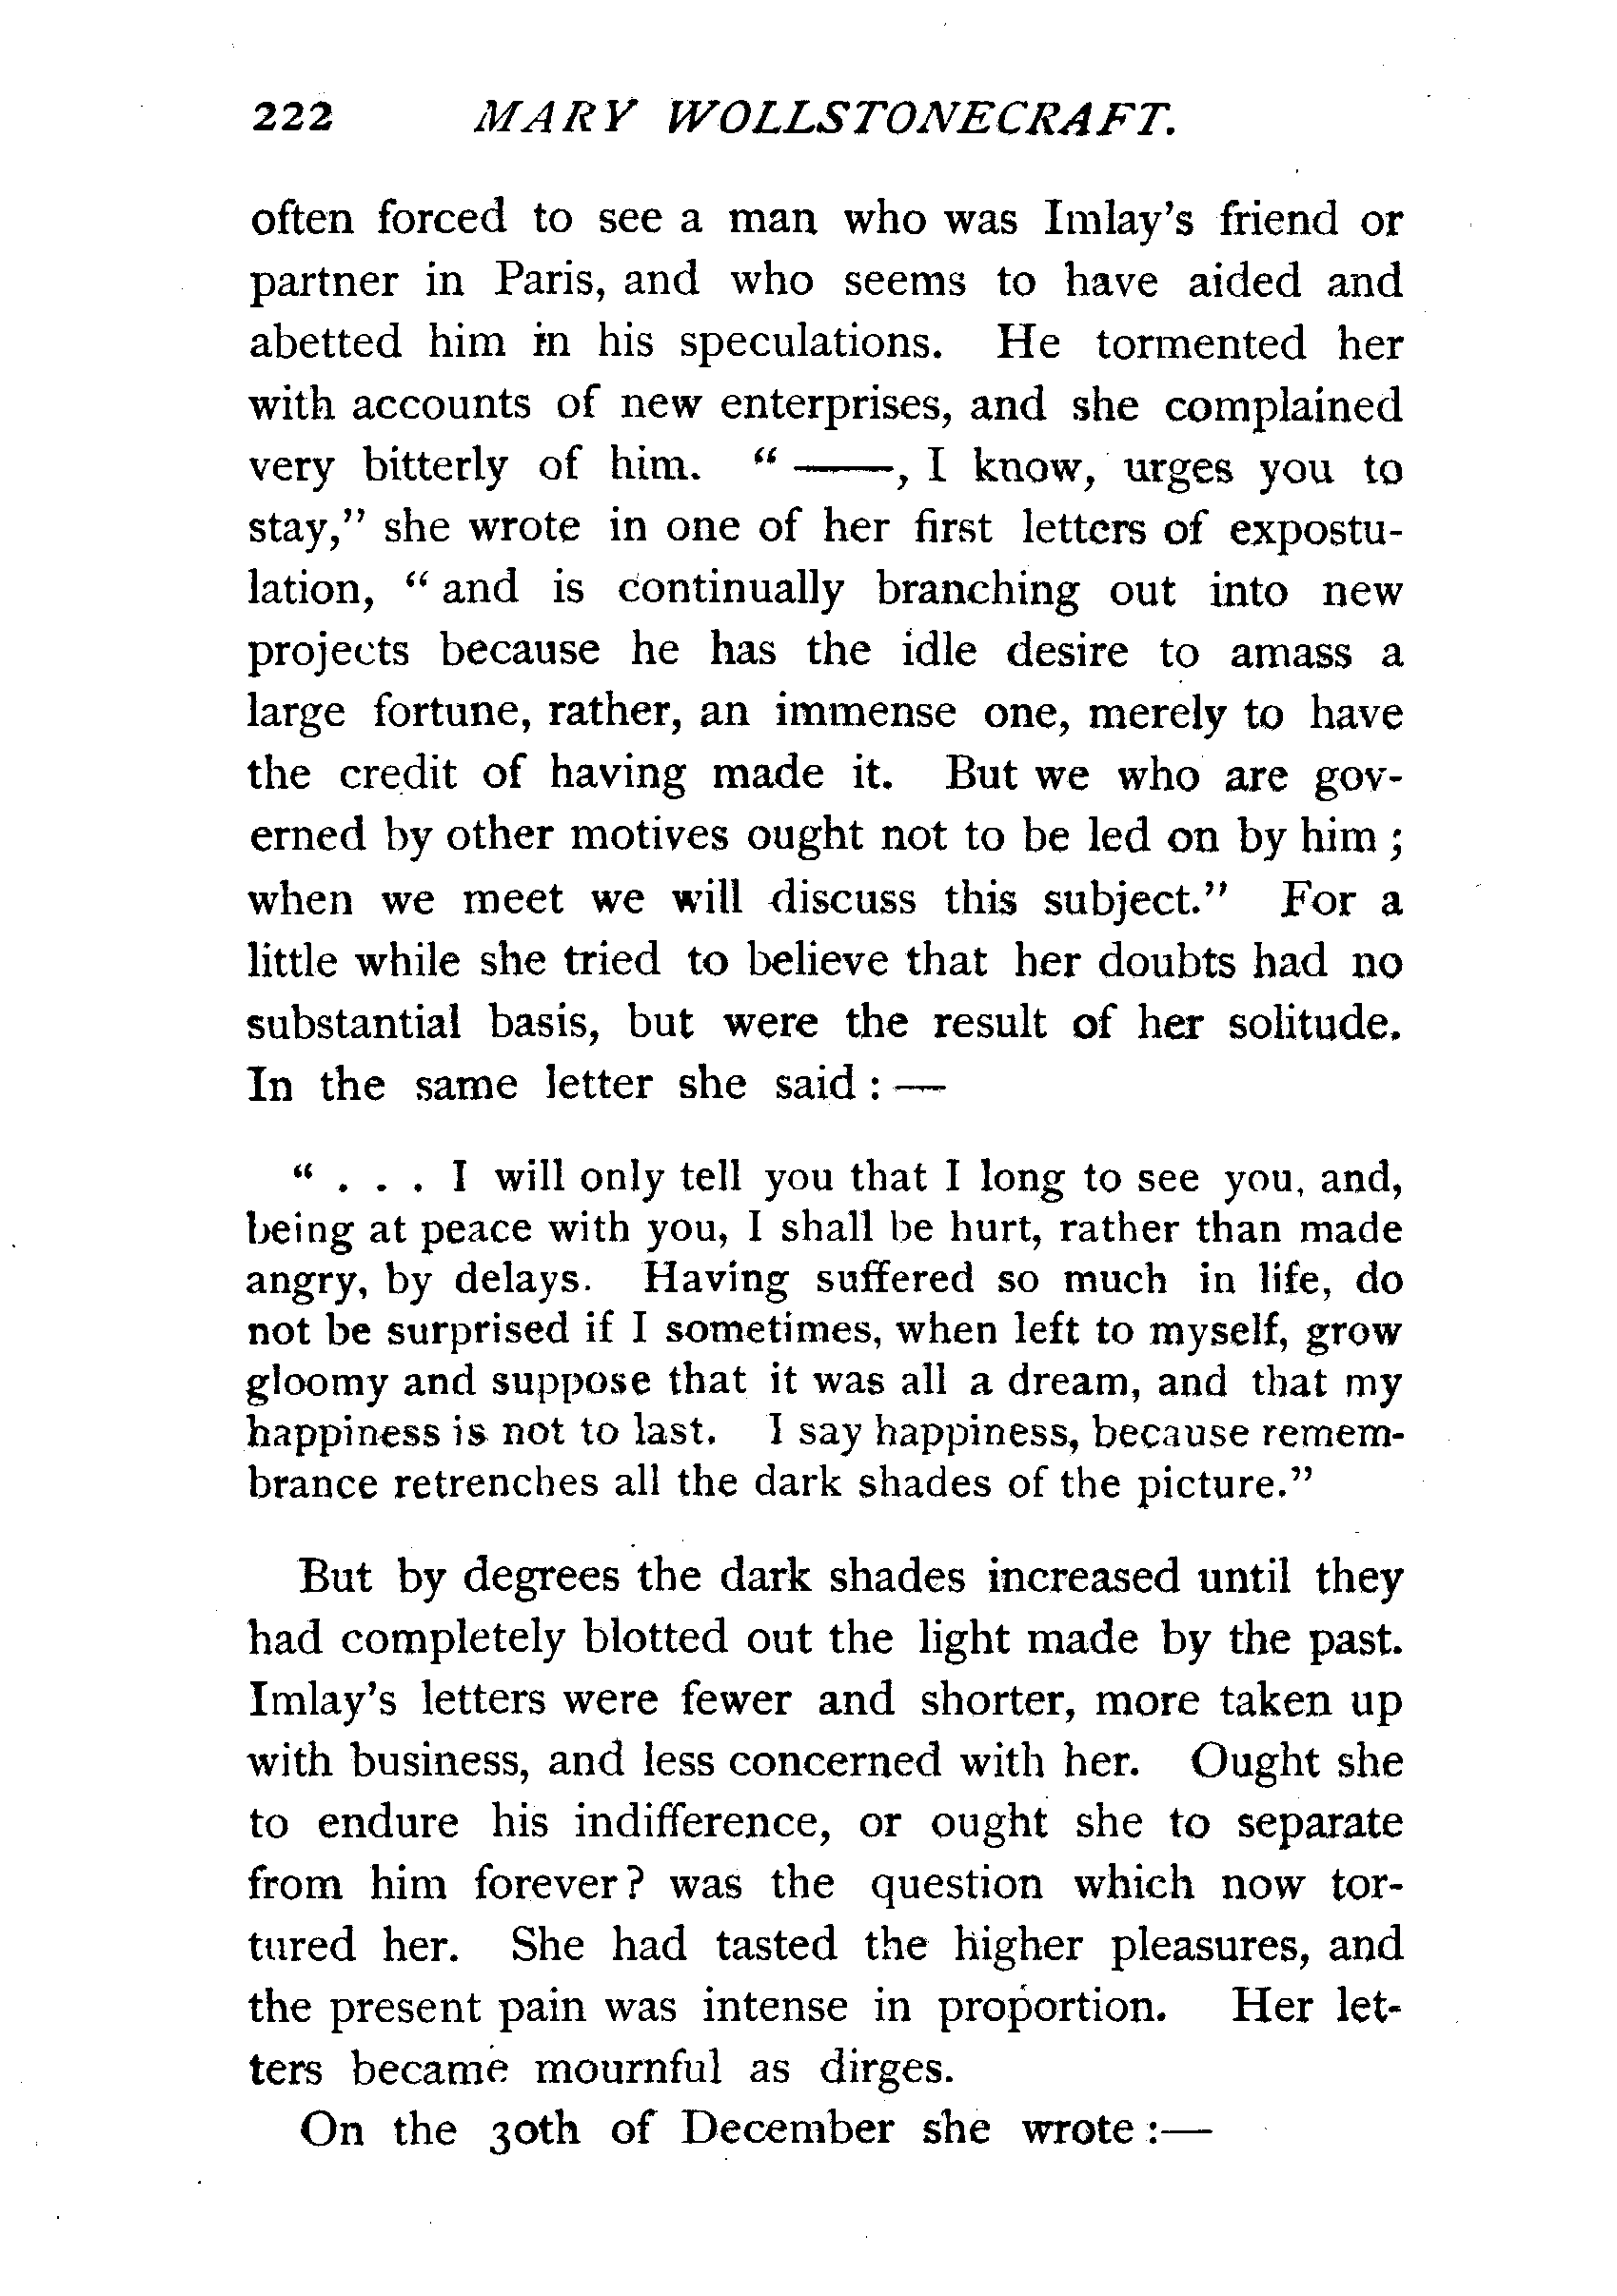 222 MARY WOLLSTONECRAFT.
often forced to see a man who was Imlay's friend or
partner in Paris, and who seems to have aided and
abetted him in his speculations. He tormented her
with accounts of new enterprises, and she complained
very bitterly of him. “ ——, I know, urges you to
stay,” she wrote in one of her first letters of expostu-
lation, “ and is continually branching out into new
projects because he has the idle desire to amass a
large fortune, rather, an immense one, merely to have
the credit of having made it. But we who are gov-
erned by other motives ought not to be led on by him ;
when we meet we will discuss this subject.” For a
little while she tried to believe that her doubts had no
substantial basis, but were the result of her solitude.
In the same letter she said : —
“ . . . I will only tell you that I long to see you, and,
being at peace with you, I shall be hurt, rather than made
angry, by delays. Having suffered so much in life, do
not be surprised if I sometimes, when left to myself, grow
gloomy and suppose that it was all a dream, and that my
happiness is not to last. I say happiness, because remem-
brance retrenches all the dark shades of the picture.”
But by degrees the dark shades increased until they
had completely blotted out the light made by the past.
Imlay's letters were fewer and shorter, more taken up
with business, and less concerned with her. Ought she
to endure his indifference, or ought she to separate
from him forever? was the question which now tor-
tured her. She had tasted the higher pleasures, and
the present pain was intense in proportion. Her let-
ters became mournful as dirges.
On the 30th of December she wrote :—